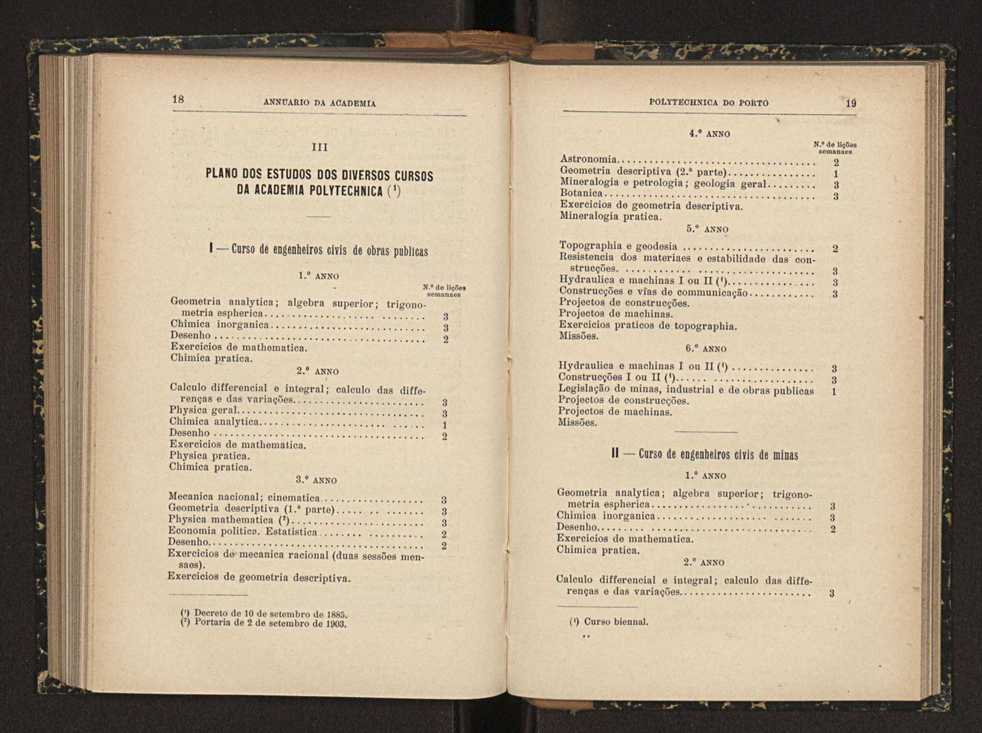 18 ANNUARIO DA ACADEMIA
III
PLANO DOS ESTUDOS DOS DIVERSOS CURSOS
DA ACADEMIA POLYTECHNICA (¹)
I — Curso de engenheiros civis de obras publicas
1.º ANNO
N.º de lições
semanaes
Geometria analytica; algebra superior; trigono-
metria espherica........................ 3
Chimica inorganica........................ 3
Desenho........................ 2
Exercicios de mathematica.
Chimica pratica.
2.º ANNO
Calculo differencial e integral; calculo das diffe-
renças e das variações........................ 3
Physica geral........................ 3
Chimica analytica........................ 1
Desenho........................ 2
Exercicios de mathematica.
Physica pratica.
Chimica pratica.
3.º ANNO
Mecanica nacional; cinematica........................ 3
Geometria descriptiva (1.ª parte)........................ 3
Physica mathematica (²)........................ 3
Economia politica. Estatistica........................ 2
Desenho........................ 2
Exercicios de mecanica racional (duas sessões men-
saes).
Exercicios de geometria descriptiva.
(¹) Decreto de 10 de setembro de 1885.
(²) Portaria de 2 de setembro de 1903.
POLYTECHNICA DO PORTO 19
4.º ANNO
N.º de lições
semanaes
Astronomia........................ 2
Geometria descriptiva (2.ª parte)........................ 1
Mineralogia e petrologia; geologia geral........................ 3
Botanica........................ 3
Exercicios de geometria descriptiva.
Mineralogia pratica.
5.º ANNO
Topographia e geodesia........................ 2
Resistencia dos materiaes e estabilidade das con-
strucções........................ 3
Hydraulica e machinas I ou II (¹)........................ 3
Construcções e vias de communicação........................ 3
Projectos de construcções.
Projectos de machinas.
Exercicios praticos de topographia.
Missões.
6.º ANNO
Hydraulica e machinas I ou II (¹)........................ 3
Construcções I ou II (¹)........................ 3
Legislação de minas, industrial e de obras publicas 1
Projectos de construcções.
Projectos de machinas.
Missões.
II — Curso de engenheiros civis de minas
1.º ANNO
Geometria analytica; algebra superior; trigono-
metria espherica........................ 3
Chimica inorganica........................ 3
Desenho........................ 2
Exercicios de mathematica.
Chimica pratica.
2.º ANNO
Calculo differencial e integral; calculo das diffe-
renças e das variações........................ 3
(¹) Curso biennal.